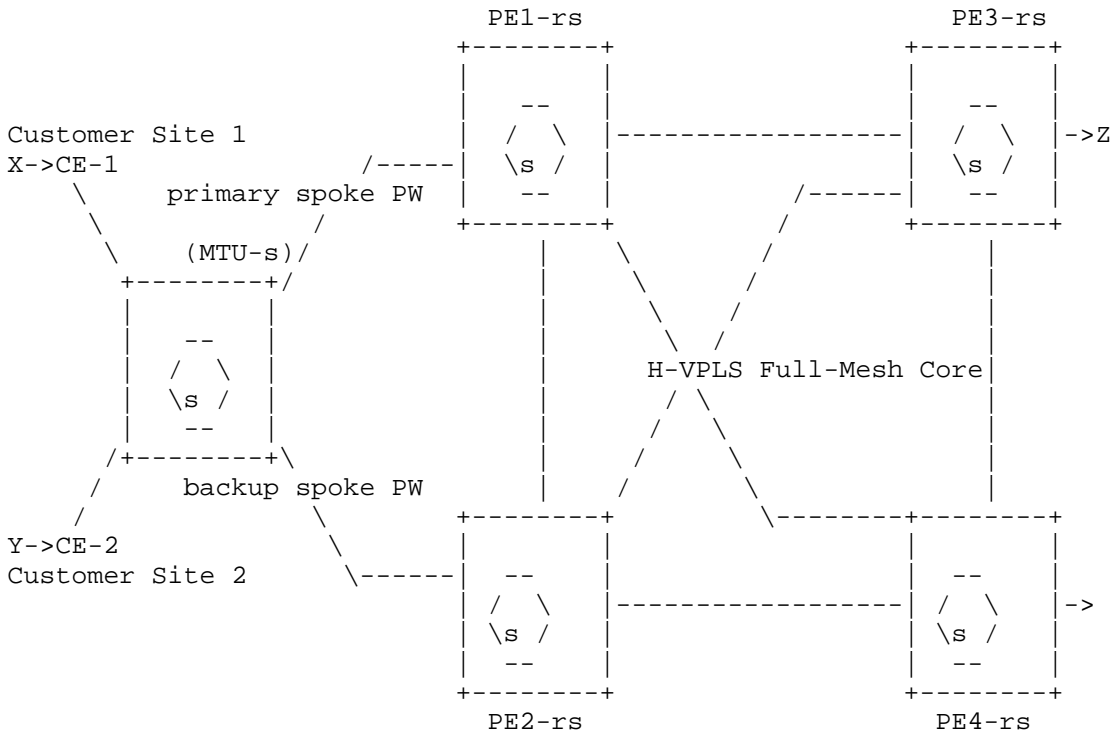 PE1-rs PE3-rs
s s
Customer Site 1 ->Z
X->CE-1
primary spoke PW
(MTU-s)
H-VPLS Full-Mesh Core
s
backup spoke PW
Y->CE-2
Customer Site 2
->
s s
PE2-rs PE4-rs